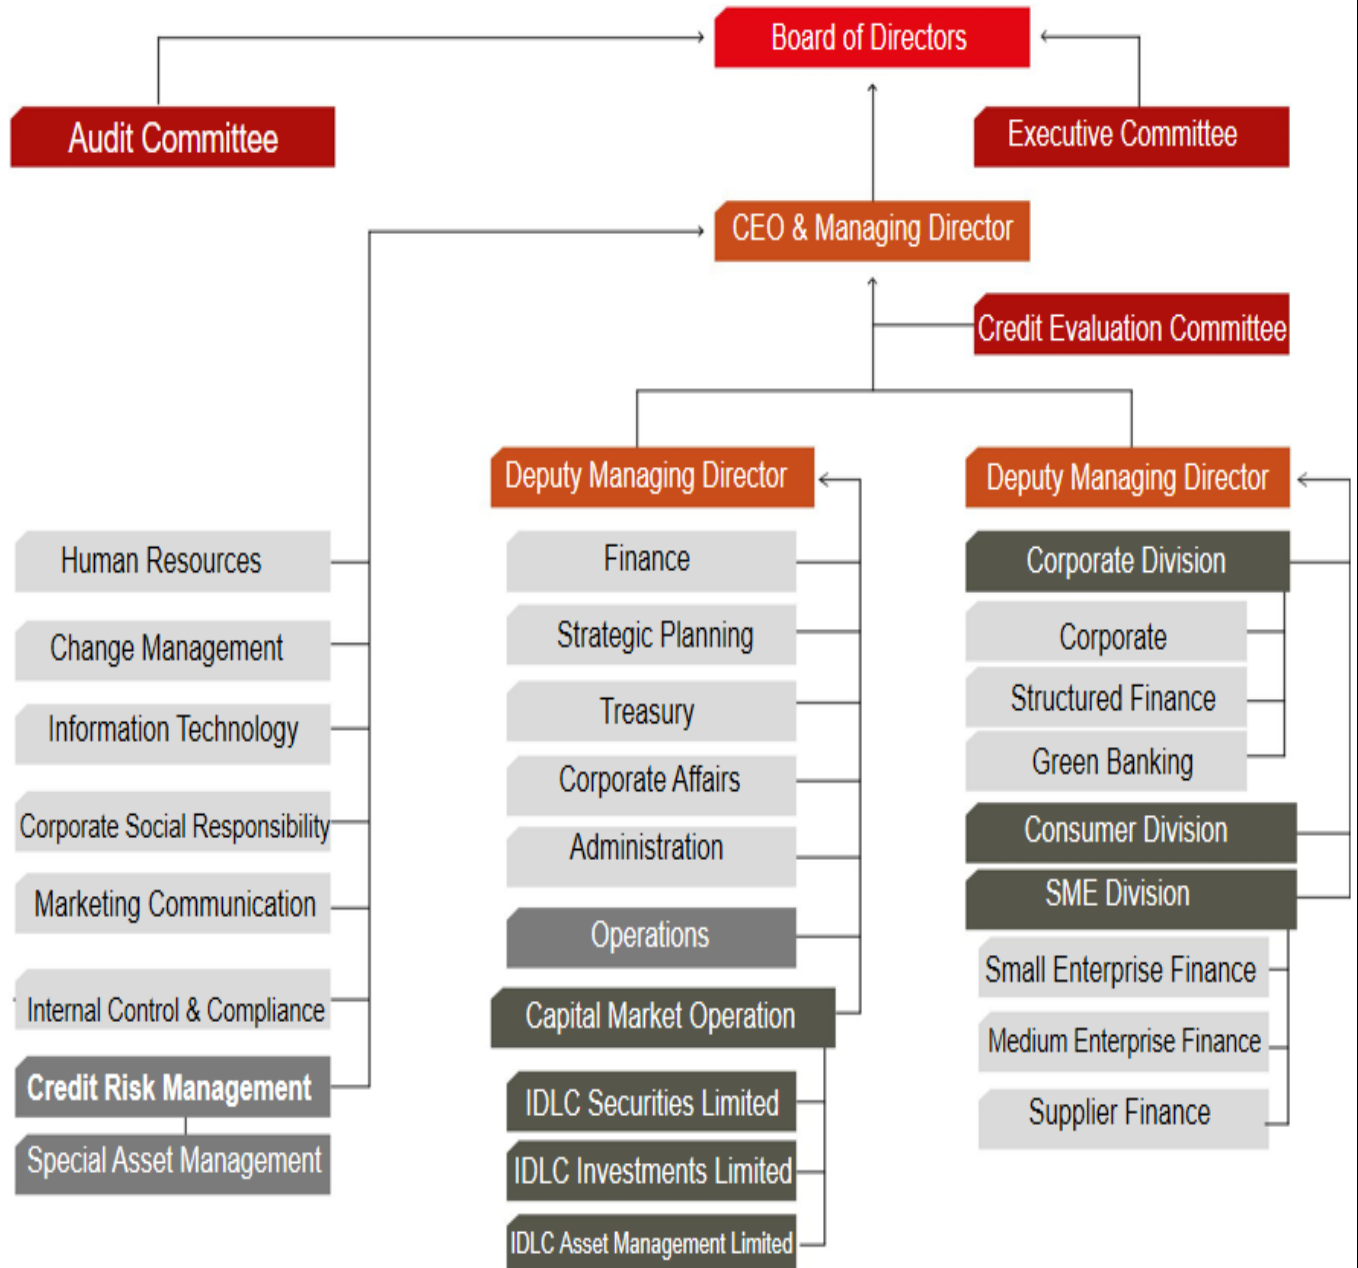 Board of Directors
Audit Committee
Executive Committee
CEO & Managing Director
Credit Evaluation Committee
Deputy Managing Director
Deputy Managing Director
Human Resources
Change Management
Information Technology
Corporate Social Responsibility
Marketing Communication
Internal Control & Compliance
Credit Risk Management
Special Asset Management
Finance
Strategic Planning
Treasury
Corporate Affairs
Administration
Operations
Capital Market Operation
IDLC Securities Limited
IDLC Investments Limited
IDLC Asset Management Limited
Corporate Division
Corporate
Structured Finance
Green Banking
Consumer Division
SME Division
Small Enterprise Finance
Medium Enterprise Finance
Supplier Finance